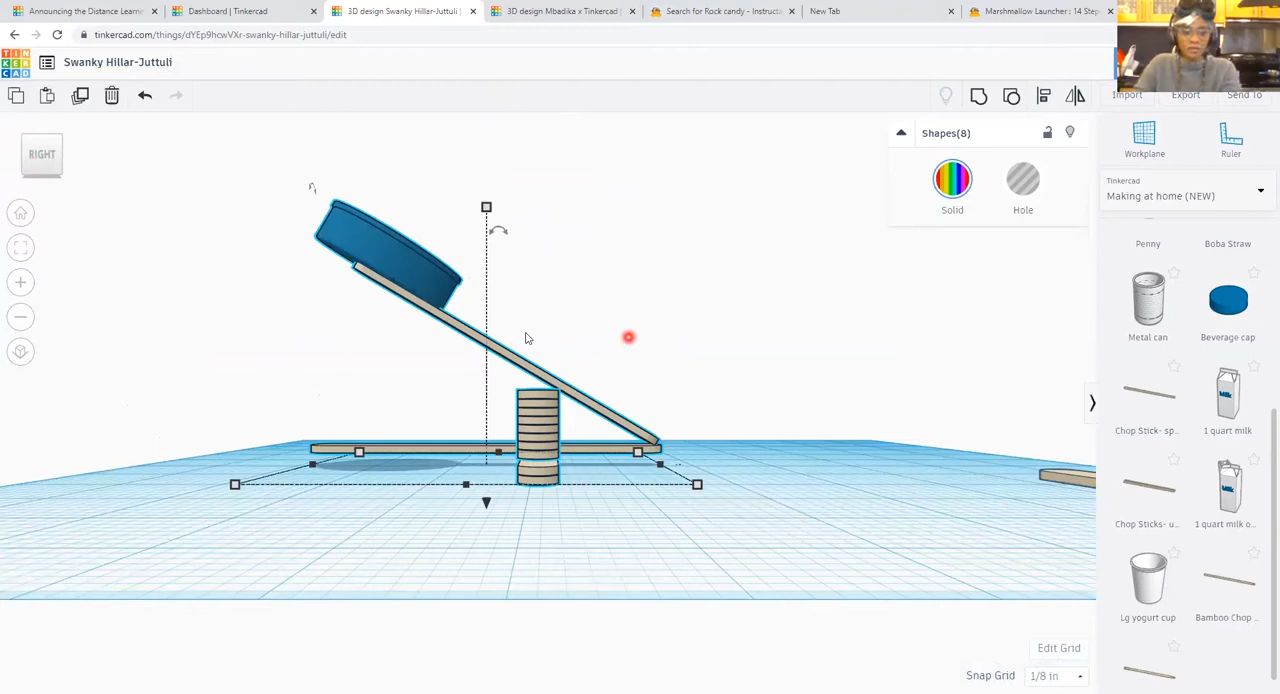 Announcing the Distance Learni
Dashboard | Tinkercad
3D design Swanky Hillar-Juttuli |
3D design Mbadika x Tinkercad |
Search for Rock candy - Instructa
New Tab
Marshmallow Launcher : 14 Step
tinkercad.com/things/dYEp9hcwVXr-swanky-hillar-juttuli/edit
TIN
KER
CAD
Swanky Hillar-Juttuli
Import
Export
Send To
RIGHT
Shapes(8)
Solid
Hole
Workplane
Ruler
Tinkercad
Making at home (NEW)
Penny
Boba Straw
Metal can
Beverage cap
Chop Stick- sp...
1 quart milk
Chop Sticks- u...
1 quart milk o...
Lg yogurt cup
Bamboo Chop ...
Edit Grid
Snap Grid
1/8 in